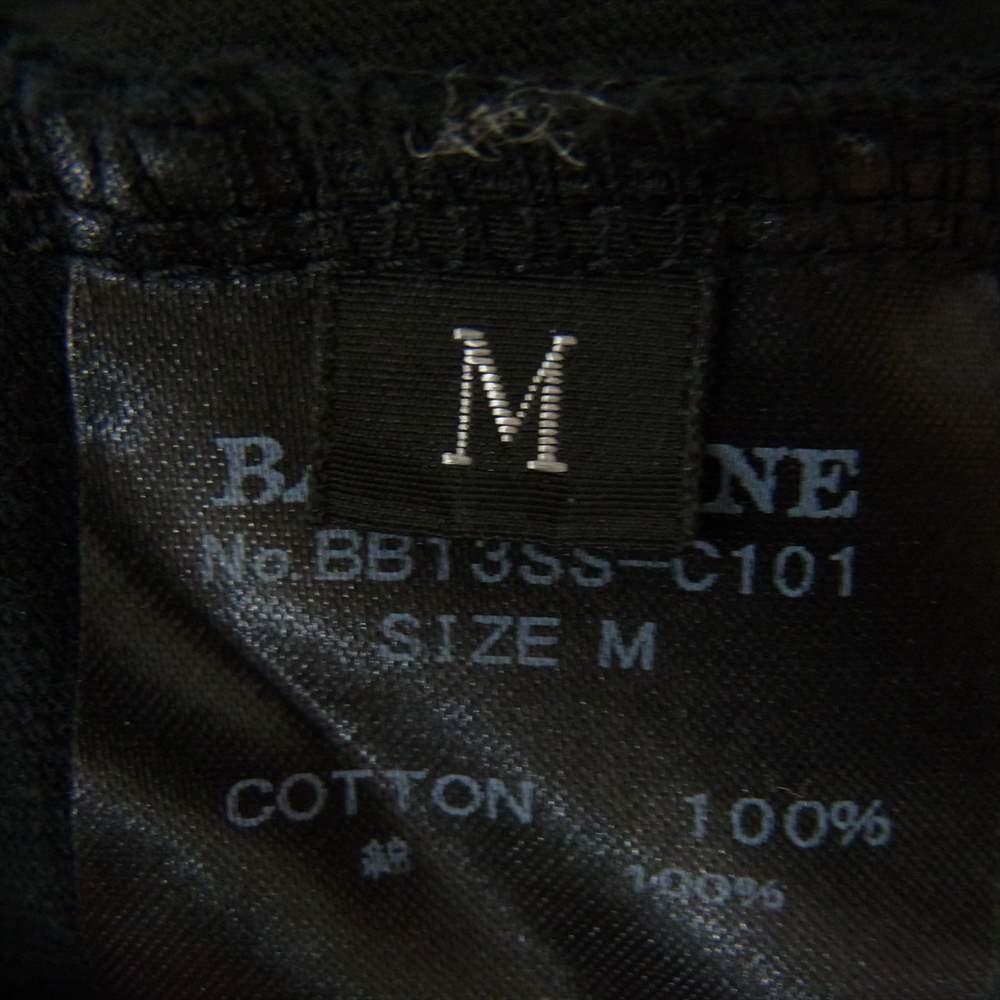 M
No.BB13SS-C101
SIZE M
COTTON 100%
綿 100%